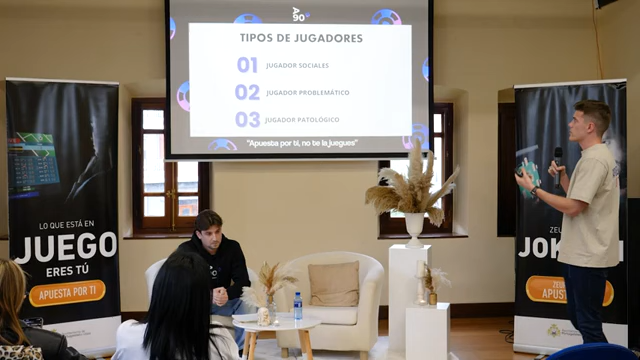 A
90°
TIPOS DE JUGADORES
01 JUGADOR SOCIALES
02 JUGADOR PROBLEMÁTICO
03 JUGADOR PATOLÓGICO
"Apuesta por ti, no te la juegues"
LO QUE ESTÁ EN
JUEGO
ERES TÚ
APUESTA POR TI